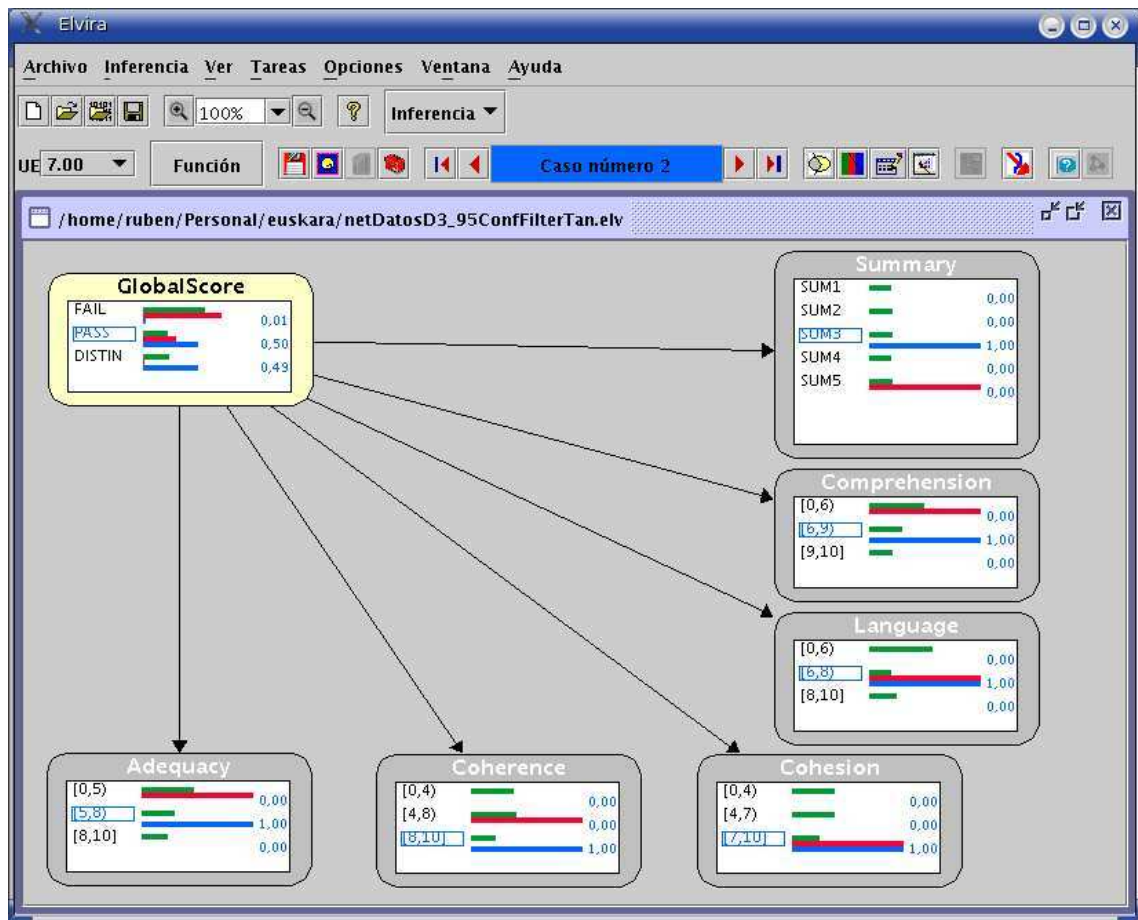 Elvira
Archivo Inferencia Ver Tareas Opciones Ventana Ayuda
100% Inferencia
UE 7.00 Función Caso número 2
/home/ruben/Personal/euskara/netDatosD3_95ConfFilterTan.elv
GlobalScore
FAIL 0,01
PASS 0,50
DISTIN 0,49
Summary
SUM1 0,00
SUM2 0,00
SUM3 1,00
SUM4 0,00
SUM5 0,00
Comprehension
[0,6) 0,00
[6,9) 1,00
[9,10] 0,00
Language
[0,6) 0,00
[6,8) 1,00
[8,10] 0,00
Adequacy
[0,5) 0,00
[5,8) 1,00
[8,10] 0,00
Coherence
[0,4) 0,00
[4,8) 0,00
[8,10] 1,00
Cohesion
[0,4) 0,00
[4,7) 0,00
[7,10] 1,00